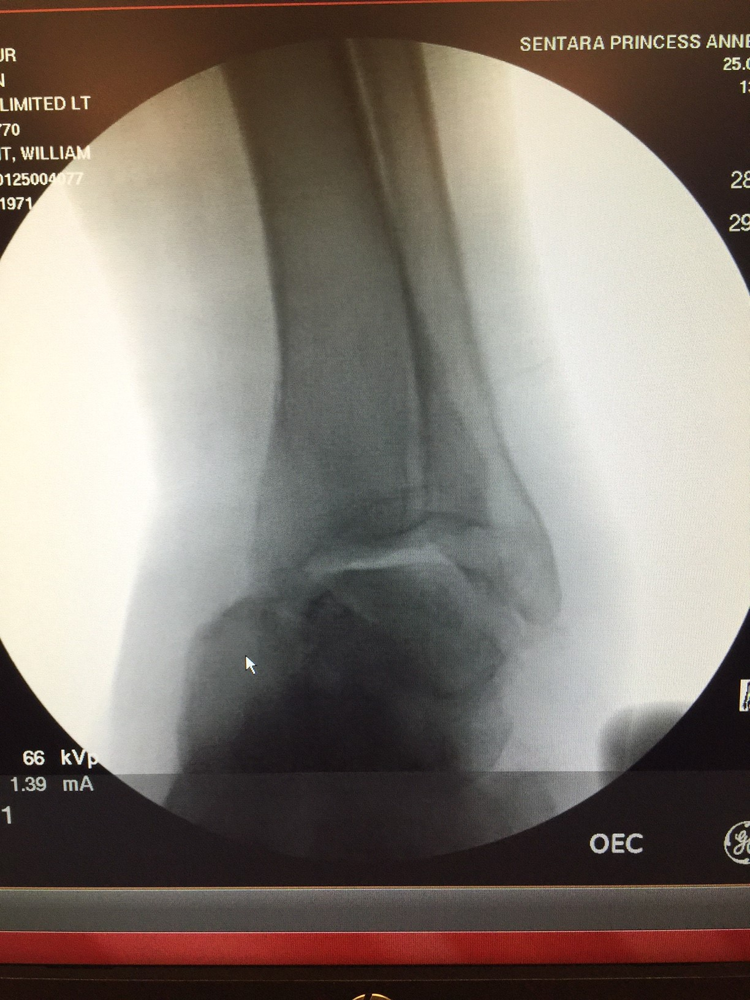 UR
N
LIMITED LT
770
IT, WILLIAM
0125004077
1971
SENTARA PRINCESS ANNE
25.0
13
28
29
66 kVp
1.39 mA
1
OEC